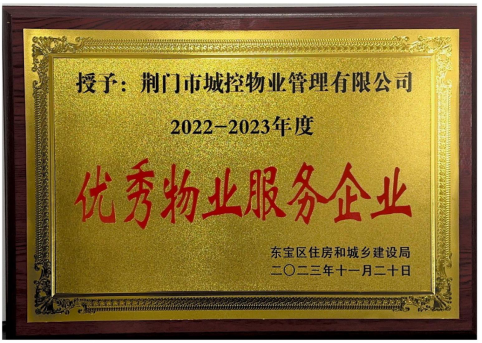 授予：荆门市城控物业管理有限公司
2022-2023年度
优秀物业服务企业
东宝区住房和城乡建设局
二〇二三年十一月二十日